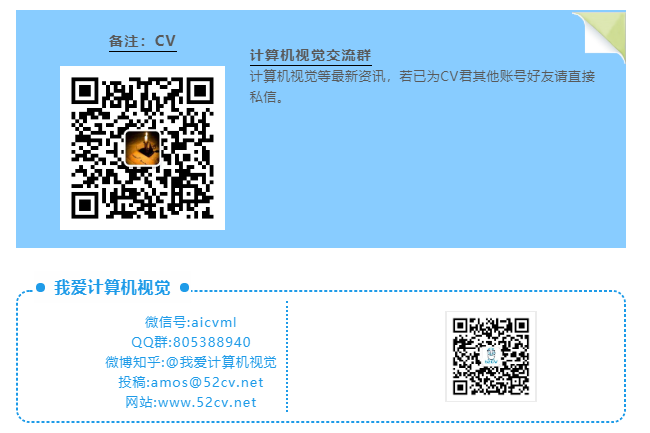 备注：CV
计算机视觉交流群
计算机视觉等最新资讯，若已为CV君其他账号好友请直接
私信。
我爱计算机视觉
微信号:aicvml
QQ群:805388940
微博知乎:@我爱计算机视觉
投稿:amos@52cv.net
网站:www.52cv.net